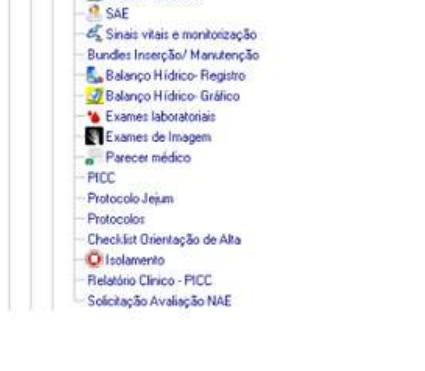 SAE
Sinais vitais e monitorização
Bundles Inserção/ Manutenção
Balanço Hídrico- Registro
Balanço Hídrico- Gráfico
Exames laboratoriais
Exames de Imagem
Parecer médico
PICC
Protocolo Jejum
Protocolos
Checklist Orientação de Alta
Isolamento
Relatório Clinico - PICC
Solicitação Avaliação NAE